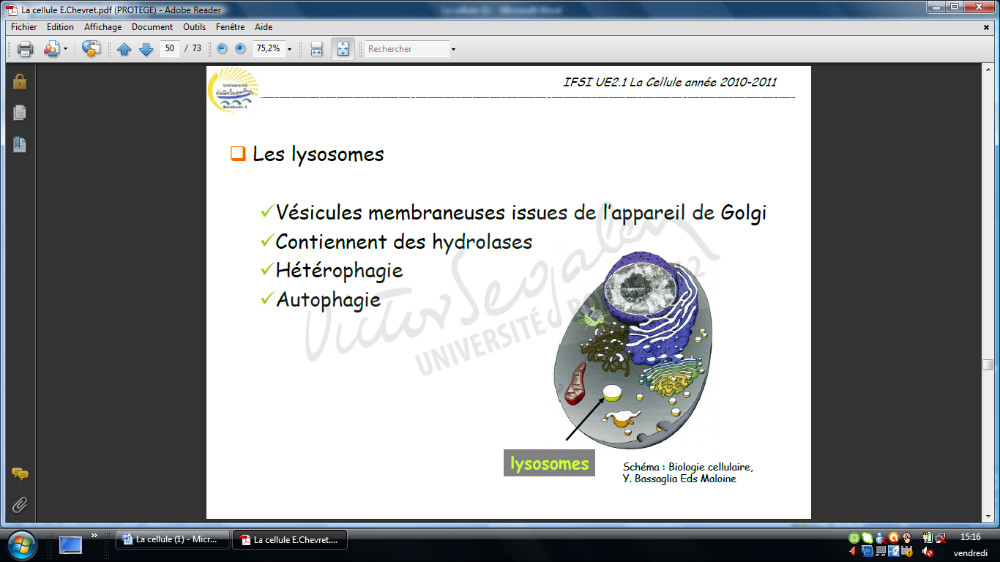 La cellule E.Chevret.pdf (PROTEGE) - Adobe Reader
Fichier Edition Affichage Document Outils Fenêtre Aide
50 / 73 75,2% Rechercher
IFSI UE2.1 La Cellule année 2010-2011
Université
Victor Segalen
Bordeaux 2
Les lysosomes
Vésicules membraneuses issues de l'appareil de Golgi
Contiennent des hydrolases
Hétérophagie
Autophagie
Victor Segalen
UNIVERSITÉ
lysosomes
Schéma : Biologie cellulaire,
Y. Bassaglia Eds Maloine
La cellule (1) - Micr...
La cellule E.Chevret....
15:16
vendredi